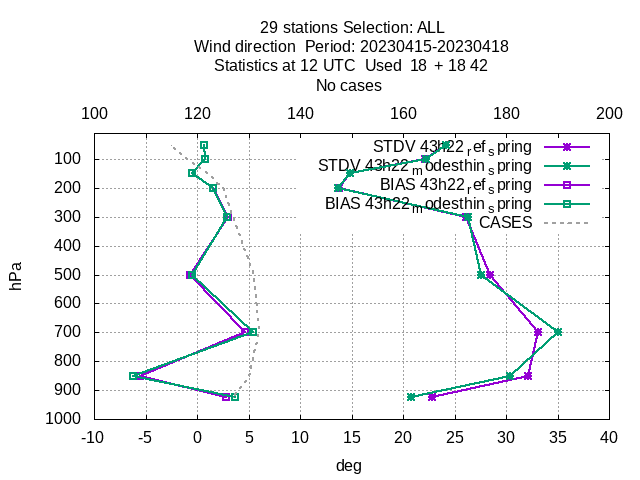 29 stations Selection: ALL
Wind direction  Period: 20230415-20230418
Statistics at 12 UTC  Used  18  + 18 42
No cases
100 120 140 160 180 200
STDV 43h22_ref_spring
STDV 43h22_modesthin_spring
BIAS 43h22_ref_spring
BIAS 43h22_modesthin_spring
CASES
100
200
300
400
500
600
700
800
900
1000
hPa
-10 -5 0 5 10 15 20 25 30 35 40
deg